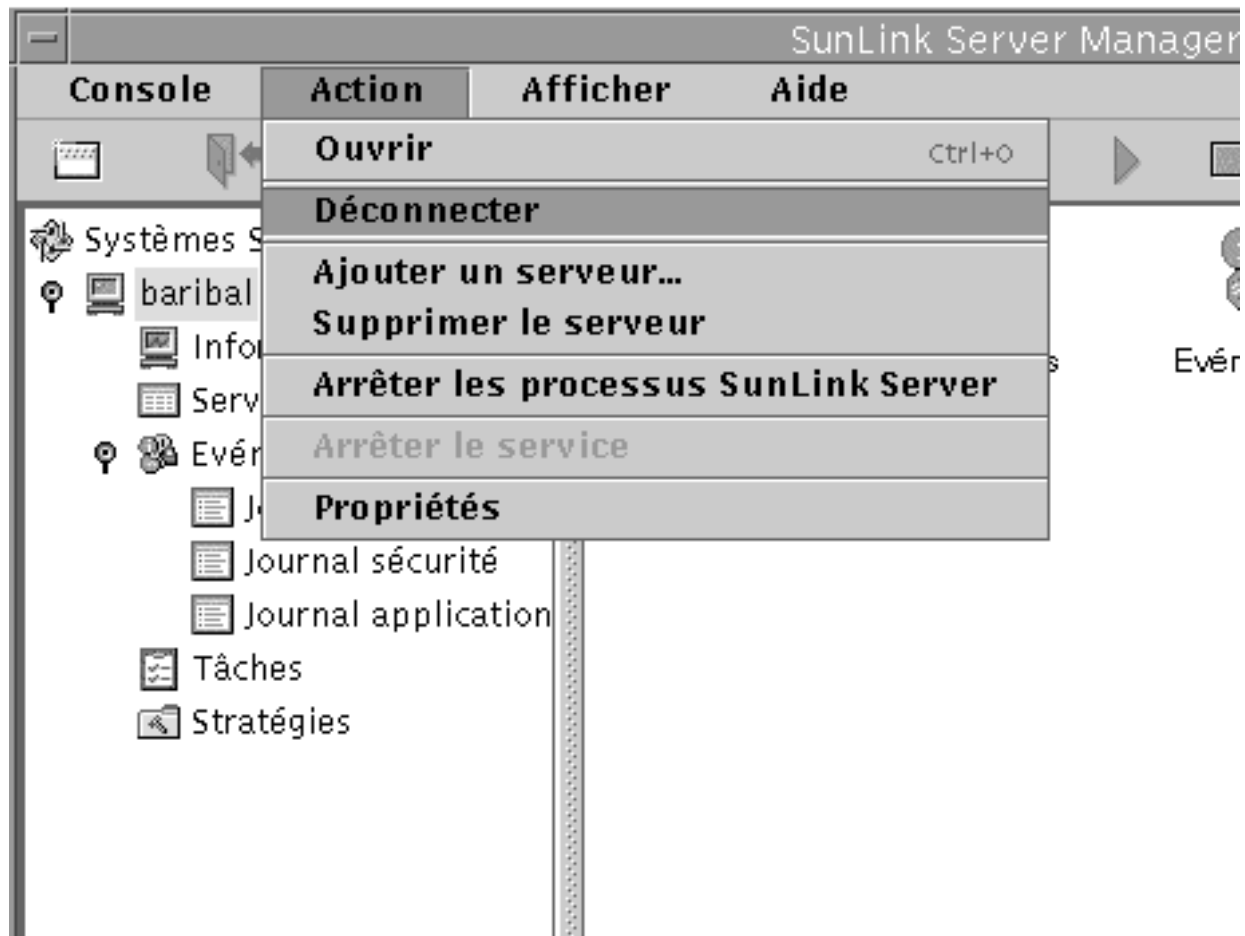 SunLink Server Manager
Console Action Afficher Aide
Ouvrir Ctrl+O
Déconnecter
Ajouter un serveur...
Supprimer le serveur
Arrêter les processus SunLink Server
Arrêter le service
Propriétés
Systèmes
baribal
Journal sécurité
Journal application
Tâches
Stratégies